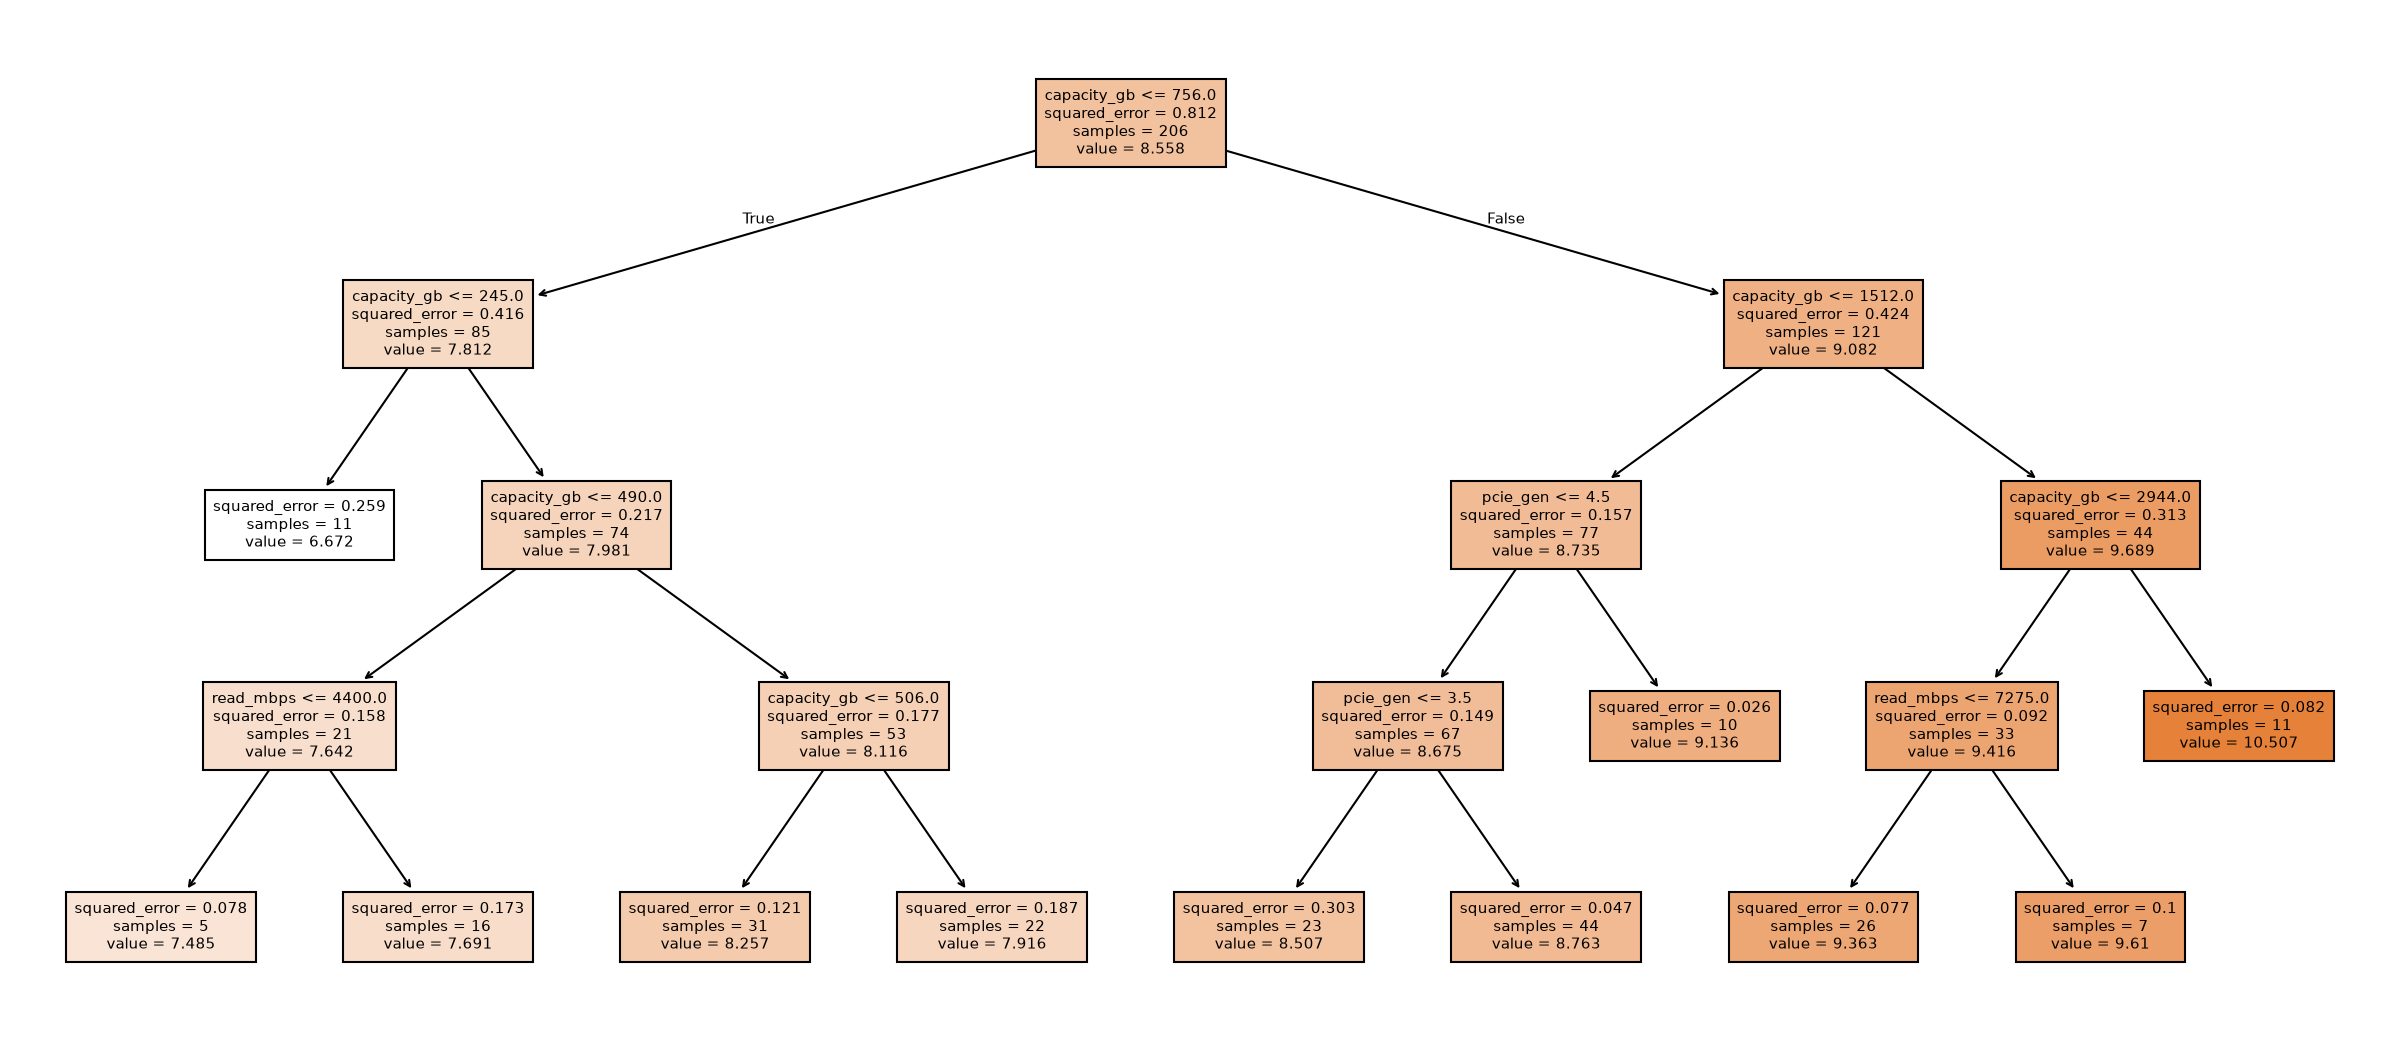 capacity_gb <= 756.0
squared_error = 0.812
samples = 206
value = 8.558
True
False
capacity_gb <= 245.0
squared_error = 0.416
samples = 85
value = 7.812
capacity_gb <= 1512.0
squared_error = 0.424
samples = 121
value = 9.082
squared_error = 0.259
samples = 11
value = 6.672
capacity_gb <= 490.0
squared_error = 0.217
samples = 74
value = 7.981
pcie_gen <= 4.5
squared_error = 0.157
samples = 77
value = 8.735
capacity_gb <= 2944.0
squared_error = 0.313
samples = 44
value = 9.689
read_mbps <= 4400.0
squared_error = 0.158
samples = 21
value = 7.642
capacity_gb <= 506.0
squared_error = 0.177
samples = 53
value = 8.116
pcie_gen <= 3.5
squared_error = 0.149
samples = 67
value = 8.675
squared_error = 0.026
samples = 10
value = 9.136
read_mbps <= 7275.0
squared_error = 0.092
samples = 33
value = 9.416
squared_error = 0.082
samples = 11
value = 10.507
squared_error = 0.078
samples = 5
value = 7.485
squared_error = 0.173
samples = 16
value = 7.691
squared_error = 0.121
samples = 31
value = 8.257
squared_error = 0.187
samples = 22
value = 7.916
squared_error = 0.303
samples = 23
value = 8.507
squared_error = 0.047
samples = 44
value = 8.763
squared_error = 0.077
samples = 26
value = 9.363
squared_error = 0.1
samples = 7
value = 9.61